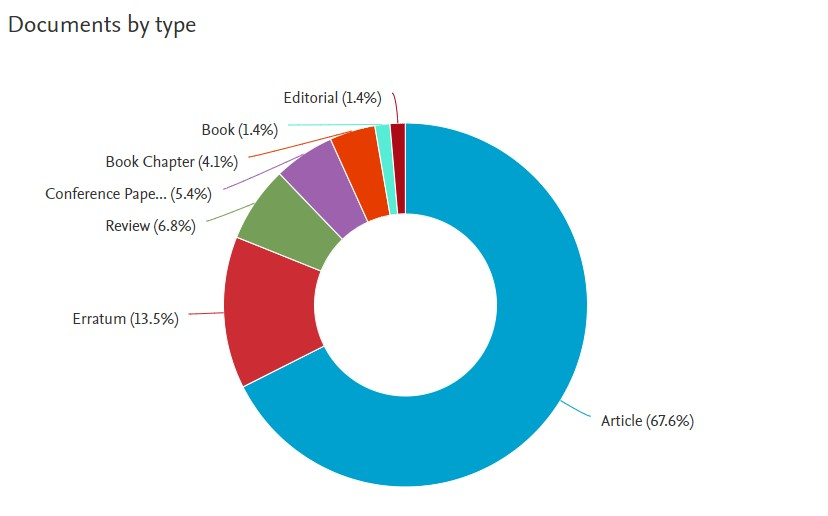 Documents by type
Editorial (1.4%)
Book (1.4%)
Book Chapter (4.1%)
Conference Pape... (5.4%)
Review (6.8%)
Erratum (13.5%)
Article (67.6%)